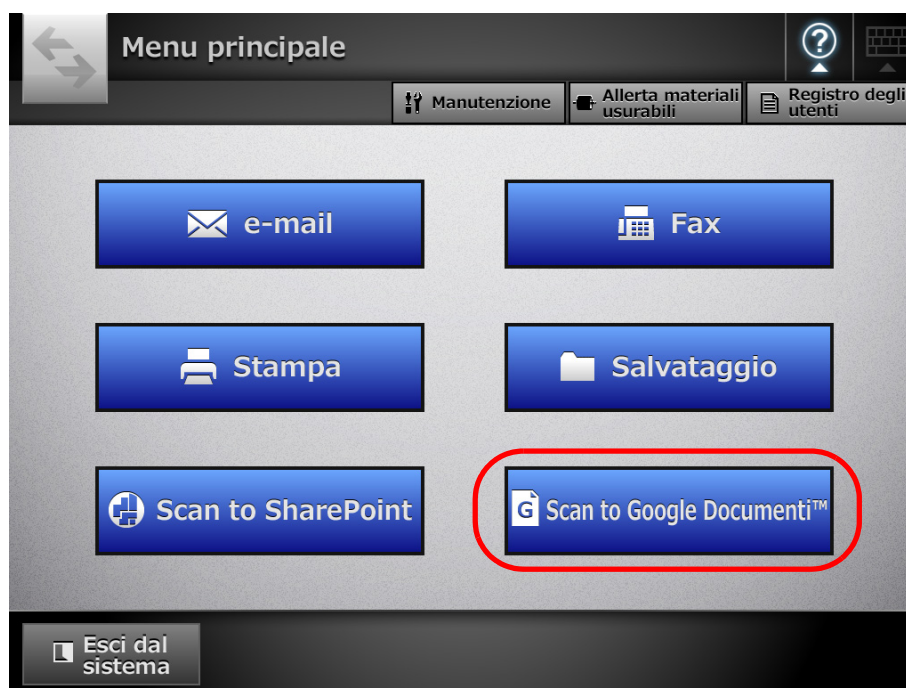 Menu principale
?
Manutenzione
Allerta materiali
usurabili
Registro degli
utenti
e-mail
Fax
Stampa
Salvataggio
Scan to SharePoint
G Scan to Google Documenti™
Esci dal
sistema